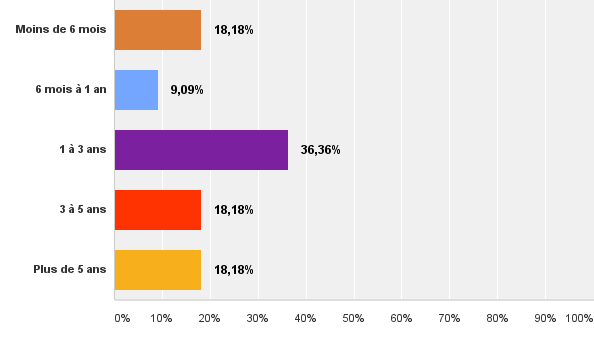 Moins de 6 mois 18,18%
6 mois à 1 an 9,09%
1 à 3 ans 36,36%
3 à 5 ans 18,18%
Plus de 5 ans 18,18%
0% 10% 20% 30% 40% 50% 60% 70% 80% 90% 100%